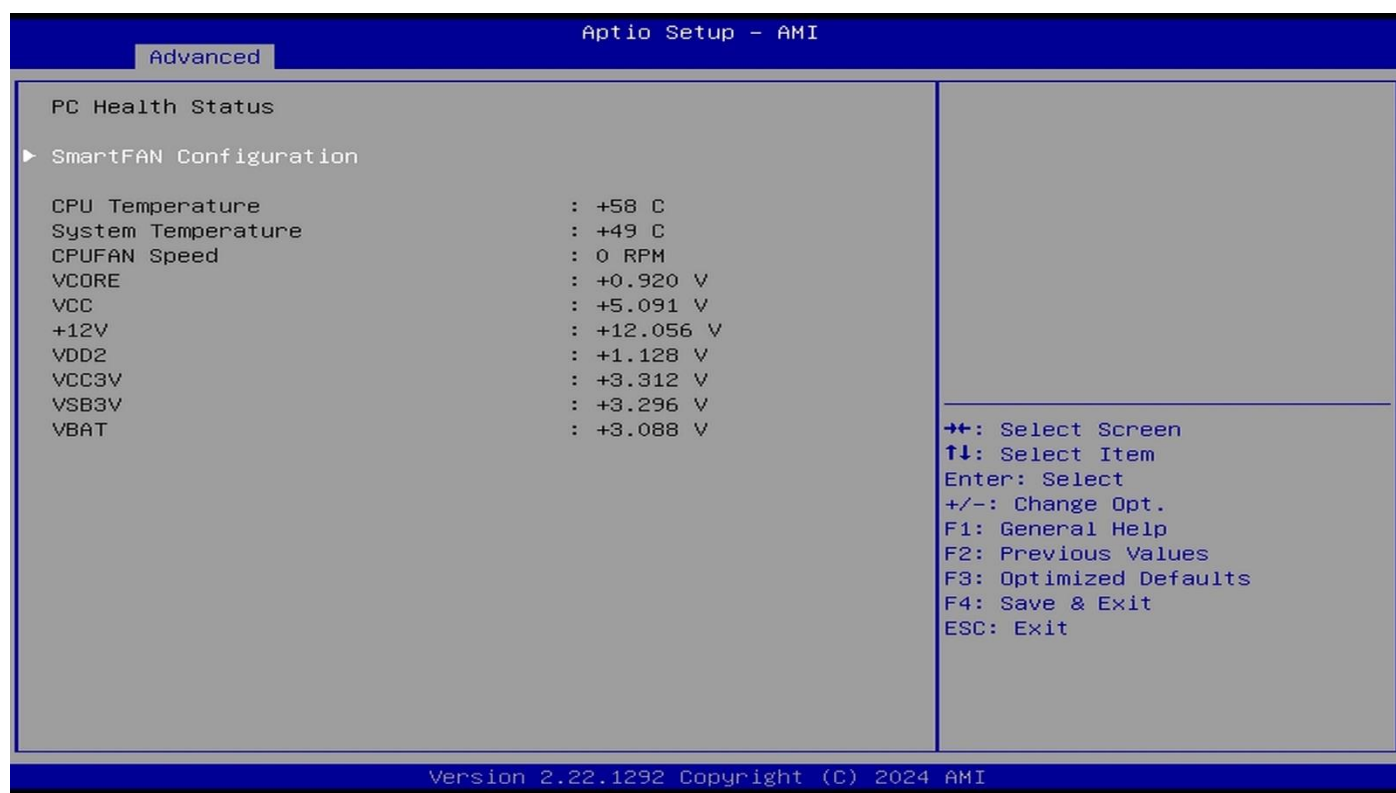 Aptio Setup – AMI
Advanced
PC Health Status
▶ SmartFAN Configuration
CPU Temperature : +58 C
System Temperature : +49 C
CPUFAN Speed : 0 RPM
VCORE : +0.920 V
VCC : +5.091 V
+12V : +12.056 V
VDD2 : +1.128 V
VCC3V : +3.312 V
VSB3V : +3.296 V
VBAT : +3.088 V
→←: Select Screen
↑↓: Select Item
Enter: Select
+/-: Change Opt.
F1: General Help
F2: Previous Values
F3: Optimized Defaults
F4: Save & Exit
ESC: Exit
Version 2.22.1292 Copyright (C) 2024 AMI